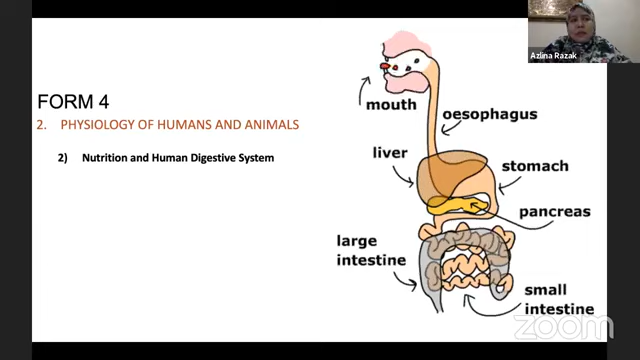 Azlina Razak
FORM 4
2. PHYSIOLOGY OF HUMANS AND ANIMALS
2) Nutrition and Human Digestive System
mouth
oesophagus
liver
stomach
pancreas
large
intestine
small
intestine
zoom